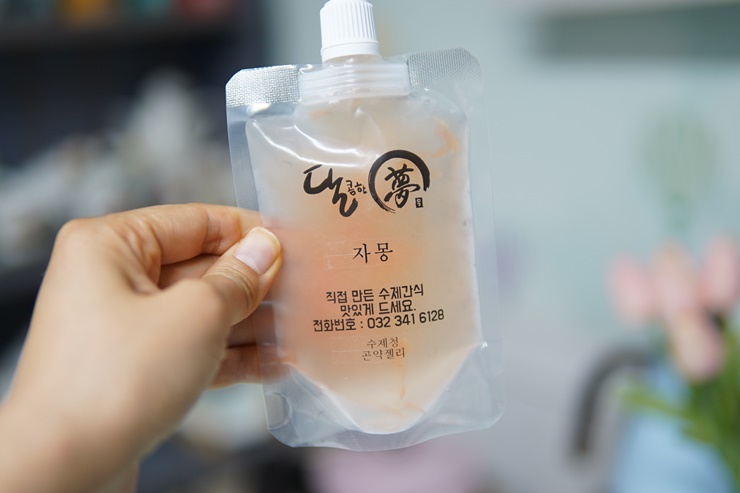 달콤한 夢 몽
자몽
직접 만든 수제간식
맛있게 드세요.
전화번호 : 032 341 6128
수제청
곤약젤리